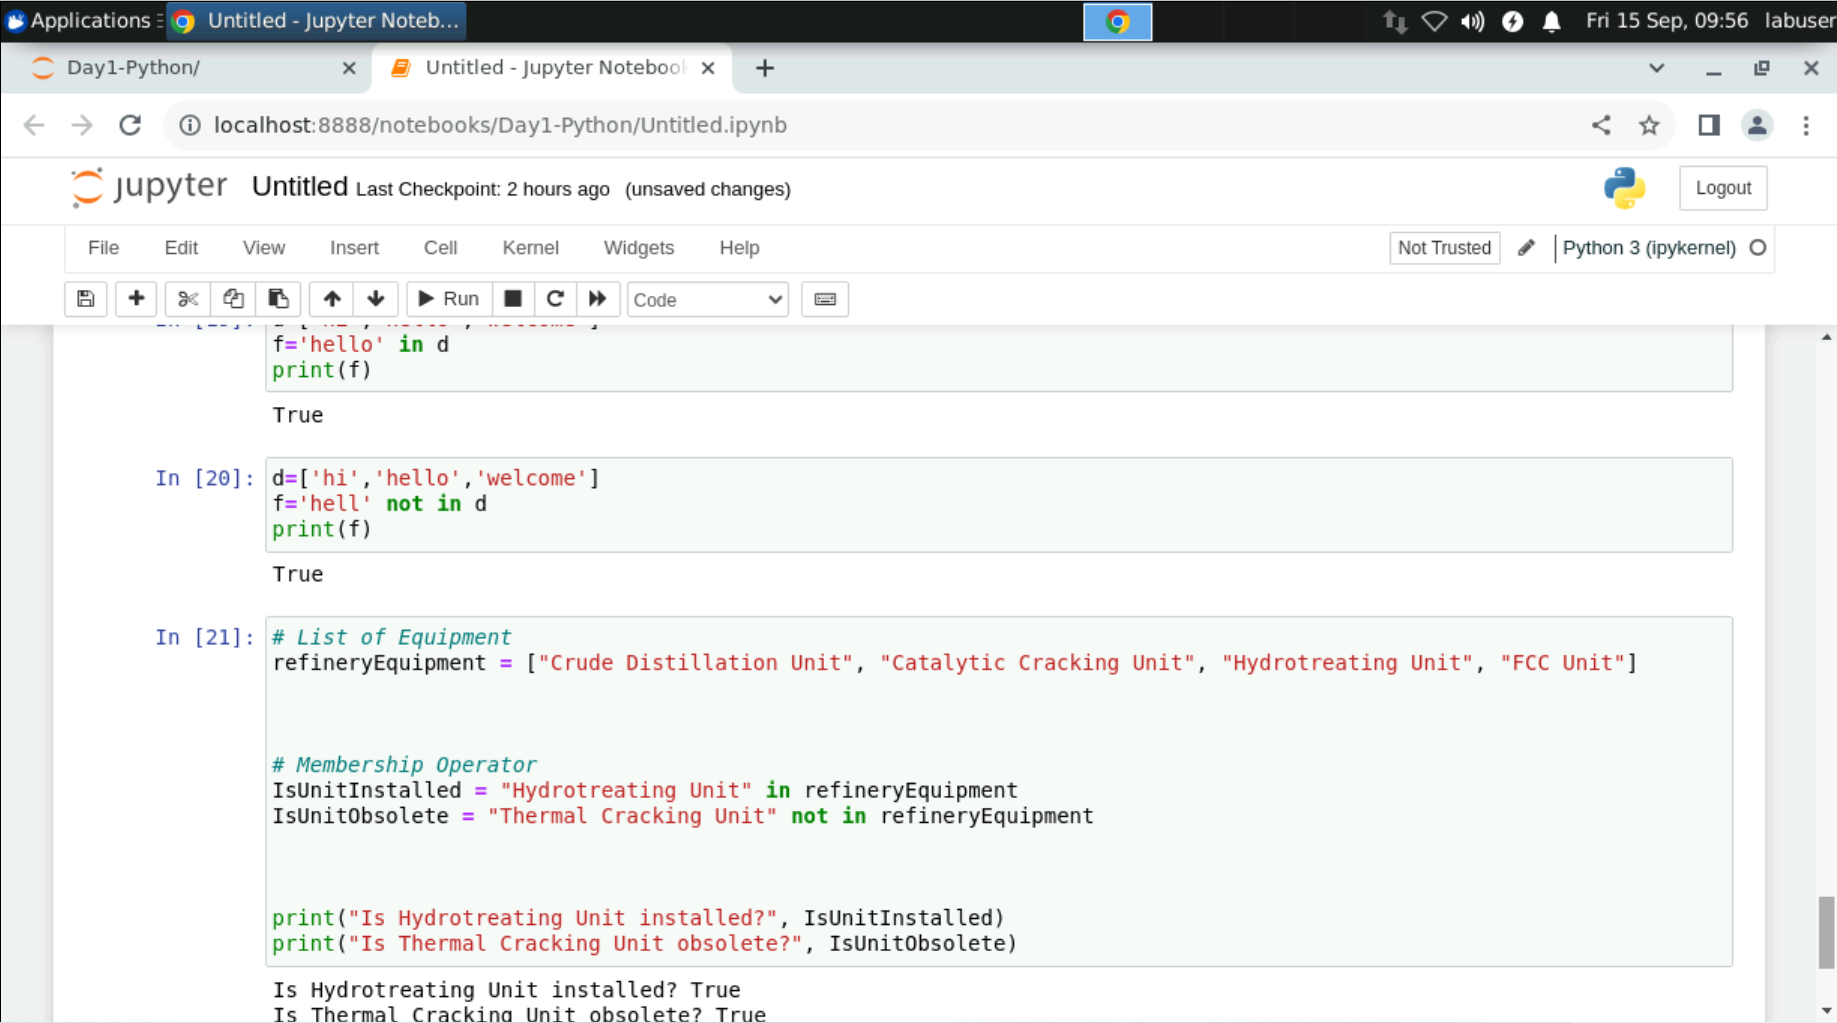 Applications
Untitled - Jupyter Noteb...
Fri 15 Sep, 09:56 labuser
Day1-Python/
Untitled - Jupyter Notebook
localhost:8888/notebooks/Day1-Python/Untitled.ipynb
jupyter Untitled Last Checkpoint: 2 hours ago (unsaved changes)
Logout
File Edit View Insert Cell Kernel Widgets Help
Not Trusted
Python 3 (ipykernel)
Run
Code
f='hello' in d
print(f)
True
In [20]: d=['hi','hello','welcome']
f='hell' not in d
print(f)
True
In [21]: # List of Equipment
refineryEquipment = ["Crude Distillation Unit", "Catalytic Cracking Unit", "Hydrotreating Unit", "FCC Unit"]
# Membership Operator
IsUnitInstalled = "Hydrotreating Unit" in refineryEquipment
IsUnitObsolete = "Thermal Cracking Unit" not in refineryEquipment
print("Is Hydrotreating Unit installed?", IsUnitInstalled)
print("Is Thermal Cracking Unit obsolete?", IsUnitObsolete)
Is Hydrotreating Unit installed? True
Is Thermal Cracking Unit obsolete? True